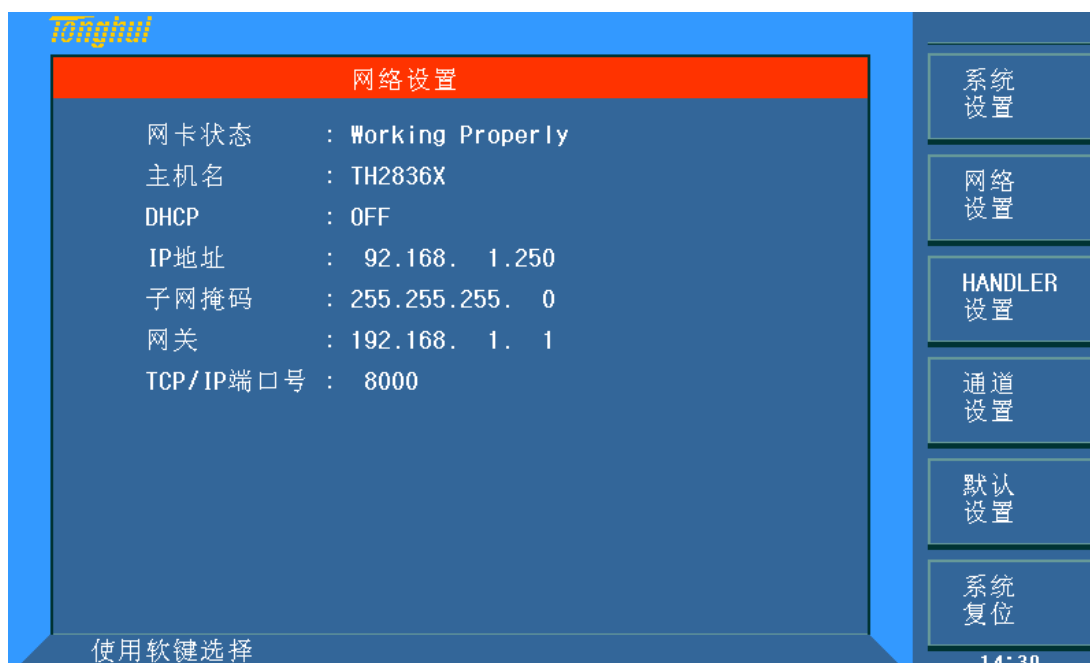 Tonghui
网络设置
网卡状态 : Working Properly
主机名 : TH2836X
DHCP : OFF
IP地址 : 92.168. 1.250
子网掩码 : 255.255.255. 0
网关 : 192.168. 1. 1
TCP/IP端口号 : 8000
使用软键选择
系统
设置
网络
设置
HANDLER
设置
通道
设置
默认
设置
系统
复位